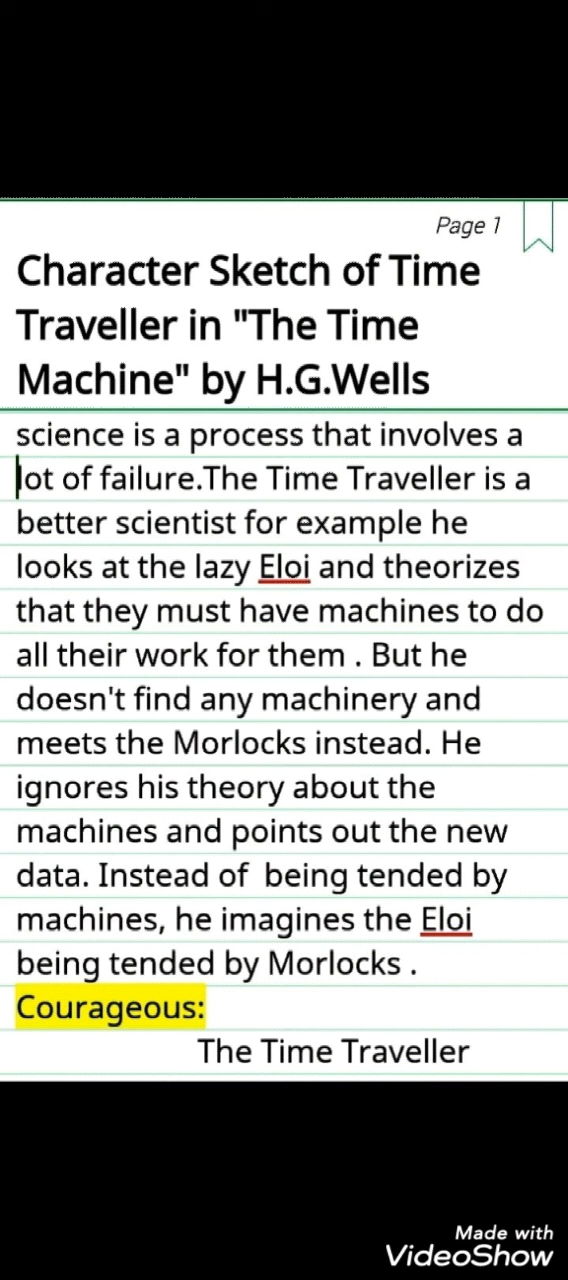 Page 1
Character Sketch of Time
Traveller in "The Time
Machine" by H.G.Wells
science is a process that involves a
lot of failure.The Time Traveller is a
better scientist for example he
looks at the lazy Eloi and theorizes
that they must have machines to do
all their work for them . But he
doesn't find any machinery and
meets the Morlocks instead. He
ignores his theory about the
machines and points out the new
data. Instead of  being tended by
machines, he imagines the Eloi
being tended by Morlocks .
Courageous:
The Time Traveller
Made with
VideoShow